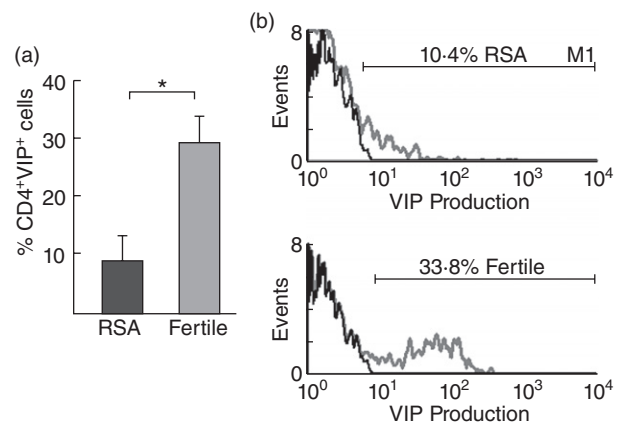 (a)
% CD4+VIP+ cells
40
30
20
10
*
RSA Fertile
(b)
Events
8
0
10·4% RSA M1
10⁰ 10¹ 10² 10³ 10⁴
VIP Production
Events
8
0
33·8% Fertile
10⁰ 10¹ 10² 10³ 10⁴
VIP Production